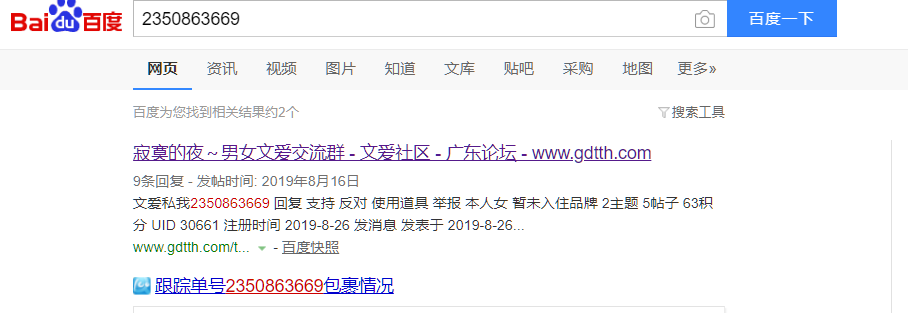 Bai du 百度 2350863669 百度一下
网页 资讯 视频 图片 知道 文库 贴吧 采购 地图 更多»
百度为您找到相关结果约2个 搜索工具
寂寞的夜～男女文爱交流群 - 文爱社区 - 广东论坛 - www.gdtth.com
9条回复 - 发帖时间: 2019年8月16日
文爱私我2350863669 回复 支持 反对 使用道具 举报 本人女 暂未入住品牌 2主题 5帖子 63积
分 UID 30661 注册时间 2019-8-26 发消息 发表于 2019-8-26...
www.gdtth.com/t... - 百度快照
跟踪单号2350863669包裹情况